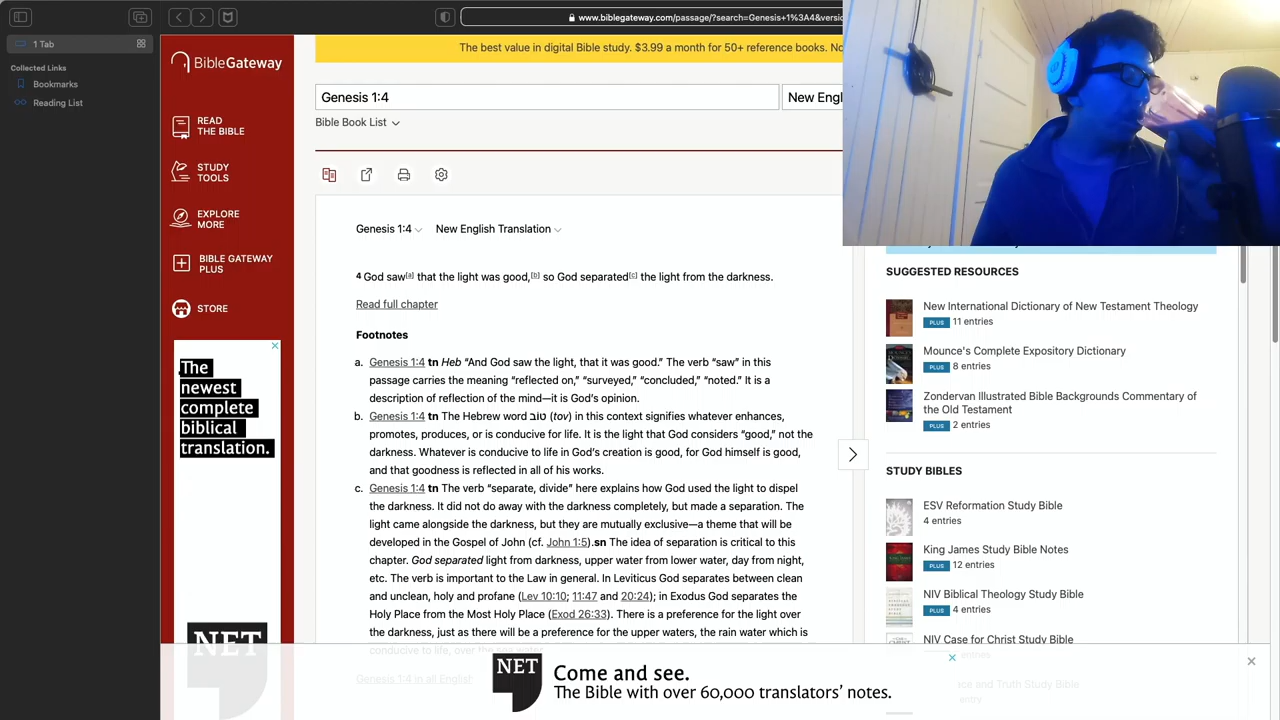 1 Tab
Collected Links
Bookmarks
Reading List
www.biblegateway.com/passage/?search=Genesis+1%3A4&versio
BibleGateway
READ
THE BIBLE
STUDY
TOOLS
EXPLORE
MORE
BIBLE GATEWAY
PLUS
STORE
The
newest
complete
biblical
translation.
NET
The best value in digital Bible study. $3.99 a month for 50+ reference books. No
Genesis 1:4
New Engl
Bible Book List
Genesis 1:4 New English Translation
4 God saw[a] that the light was good,[b] so God separated[c] the light from the darkness.
Read full chapter
Footnotes
a. Genesis 1:4 tn Heb “And God saw the light, that it was good.” The verb “saw” in this
passage carries the meaning “reflected on,” “surveyed,” “concluded,” “noted.” It is a
description of reflection of the mind—it is God’s opinion.
b. Genesis 1:4 tn The Hebrew word טוֹב (tov) in this context signifies whatever enhances,
promotes, produces, or is conducive for life. It is the light that God considers “good,” not the
darkness. Whatever is conducive to life in God’s creation is good, for God himself is good,
and that goodness is reflected in all of his works.
c. Genesis 1:4 tn The verb “separate, divide” here explains how God used the light to dispel
the darkness. It did not do away with the darkness completely, but made a separation. The
light came alongside the darkness, but they are mutually exclusive—a theme that will be
developed in the Gospel of John (cf. John 1:5).sn The idea of separation is critical to this
chapter. God separated light from darkness, upper water from lower water, day from night,
etc. The verb is important to the Law in general. In Leviticus God separates between clean
and unclean, holy and profane (Lev 10:10; 11:47 and 20:24); in Exodus God separates the
Holy Place from the Most Holy Place (Exod 26:33). There is a preference for the light over
the darkness, just as there will be a preference for the upper waters, the rain water which is
conducive to life, over the sea water.
Genesis 1:4 in all English
SUGGESTED RESOURCES
New International Dictionary of New Testament Theology
PLUS 11 entries
Mounce's Complete Expository Dictionary
PLUS 8 entries
Zondervan Illustrated Bible Backgrounds Commentary of
the Old Testament
PLUS 2 entries
STUDY BIBLES
ESV Reformation Study Bible
4 entries
King James Study Bible Notes
PLUS 12 entries
NIV Biblical Theology Study Bible
PLUS 4 entries
NIV Case for Christ Study Bible
entries
and Truth Study Bible
entry
NET
Come and see.
The Bible with over 60,000 translators’ notes.